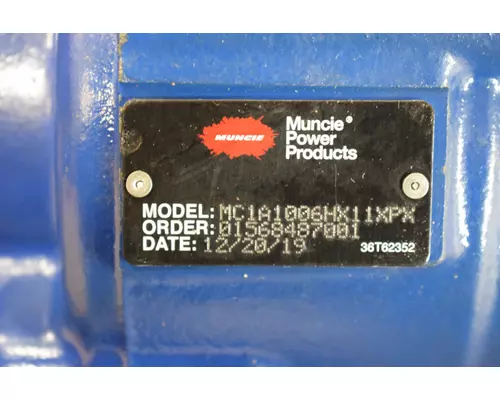 MUNCIE
Muncie®
Power
Products
MODEL: MC1A1006HX11XPX
ORDER: 01568487001
DATE: 12/20/19
36T62352